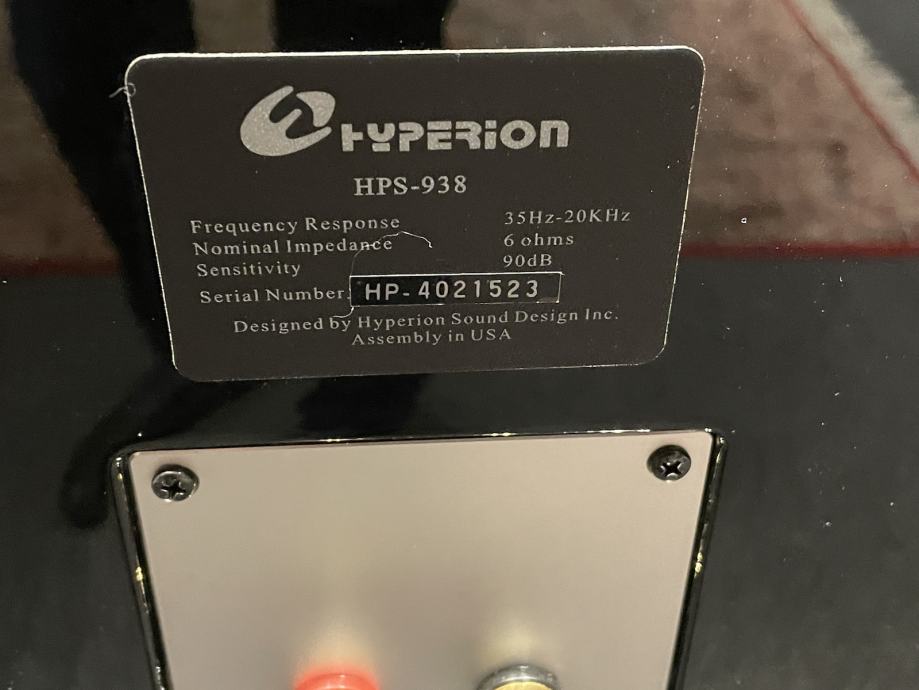 HYPERION
HPS-938
Frequency Response 35Hz-20KHz
Nominal Impedance 6 ohms
Sensitivity 90dB
Serial Number. HP-4021523
Designed by Hyperion Sound Design Inc.
Assembly in USA